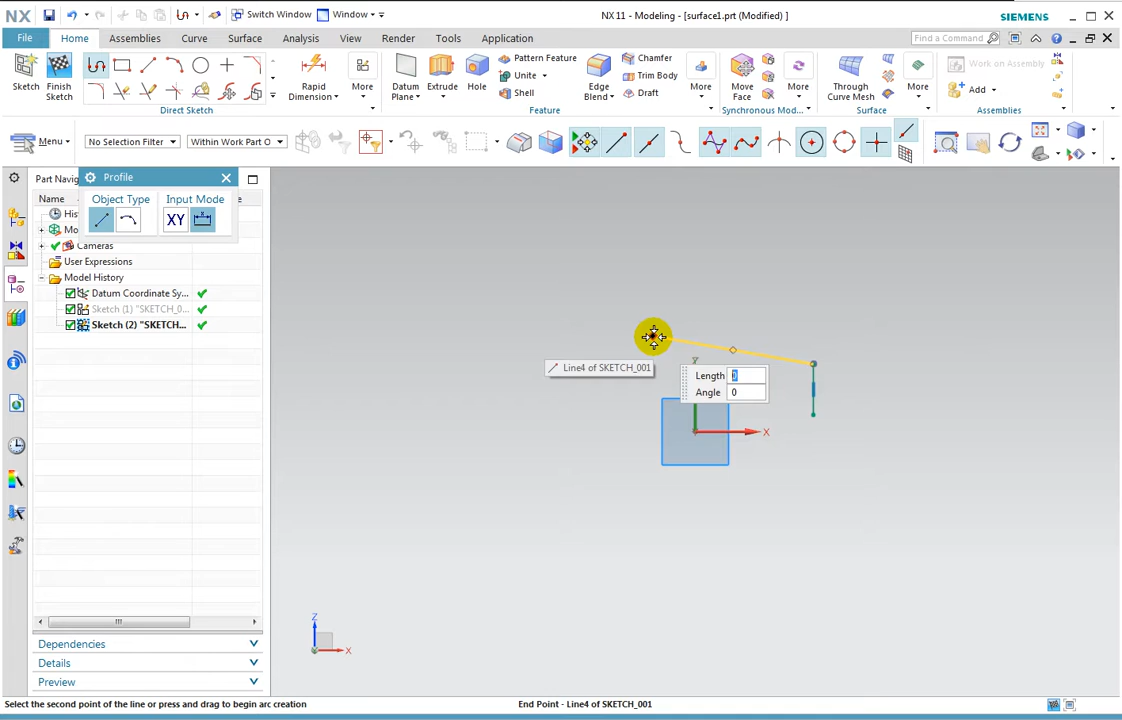 NX
Switch Window
Window
NX 11 - Modeling - [surface1.prt (Modified) ]
SIEMENS
File
Home
Assemblies
Curve
Surface
Analysis
View
Render
Tools
Application
Find a Command
Sketch
Finish Sketch
Rapid Dimension
More
Datum Plane
Extrude
Hole
Pattern Feature
Unite
Shell
Edge Blend
Chamfer
Trim Body
Draft
More
Move Face
More
Through Curve Mesh
More
Work on Assembly
Add
Direct Sketch
Feature
Synchronous Mod...
Surface
Assemblies
Menu
No Selection Filter
Within Work Part O
Part Navig
Profile
Name
Object Type
Input Mode
XY
Hist
Mo
Cameras
User Expressions
Model History
Datum Coordinate Sy...
Sketch (1) "SKETCH_0...
Sketch (2) "SKETCH...
Line4 of SKETCH_001
Length
Angle 0
Y
X
Z
X
Dependencies
Details
Preview
Select the second point of the line or press and drag to begin arc creation
End Point - Line4 of SKETCH_001